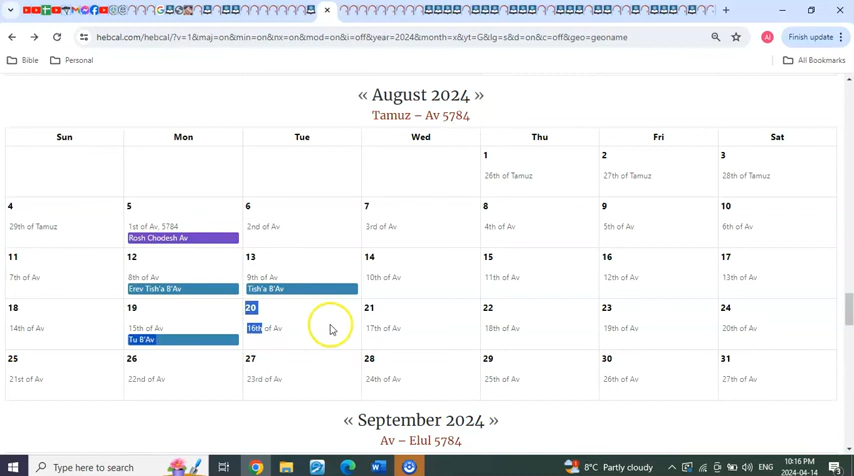 hebcal.com/hebcal/?v=1&maj=on&min=on&nx=on&mod=on&i=off&year=2024&month=x&yt=G&lg=s&d=on&c=off&geo=geoname
AI
Finish update
Bible
Personal
All Bookmarks
« August 2024 »
Tamuz – Av 5784
Sun Mon Tue Wed Thu Fri Sat
1 2 3
26th of Tamuz 27th of Tamuz 28th of Tamuz
4 5 6 7 8 9 10
29th of Tamuz 1st of Av, 5784 2nd of Av 3rd of Av 4th of Av 5th of Av 6th of Av
Rosh Chodesh Av
11 12 13 14 15 16 17
7th of Av 8th of Av 9th of Av 10th of Av 11th of Av 12th of Av 13th of Av
Erev Tish'a B'Av Tish'a B'Av
18 19 20 21 22 23 24
14th of Av 15th of Av 16th of Av 17th of Av 18th of Av 19th of Av 20th of Av
Tu B'Av
25 26 27 28 29 30 31
21st of Av 22nd of Av 23rd of Av 24th of Av 25th of Av 26th of Av 27th of Av
« September 2024 »
Av – Elul 5784
Type here to search
8°C Partly cloudy
ENG
10:16 PM
2024-04-14